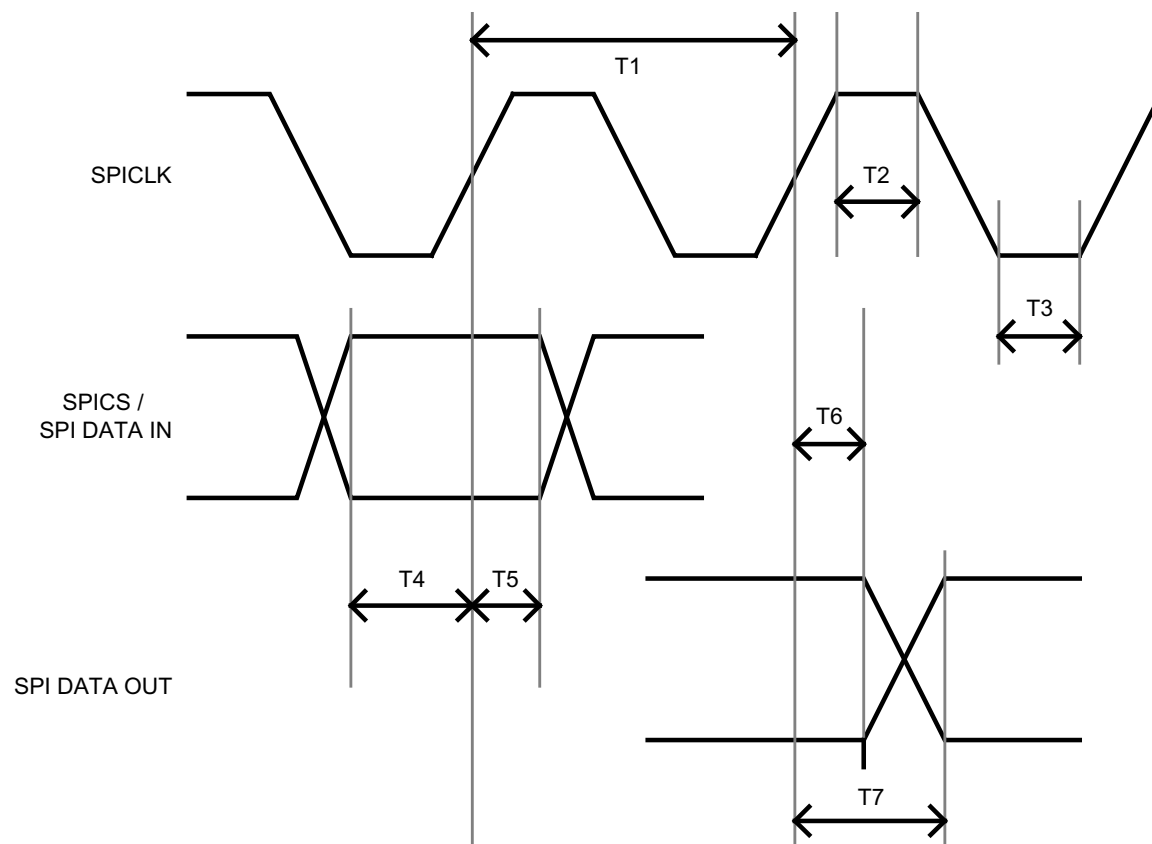 T1
SPICLK
T2
T3
SPICS /
SPI DATA IN
T6
T4
T5
SPI DATA OUT
T7